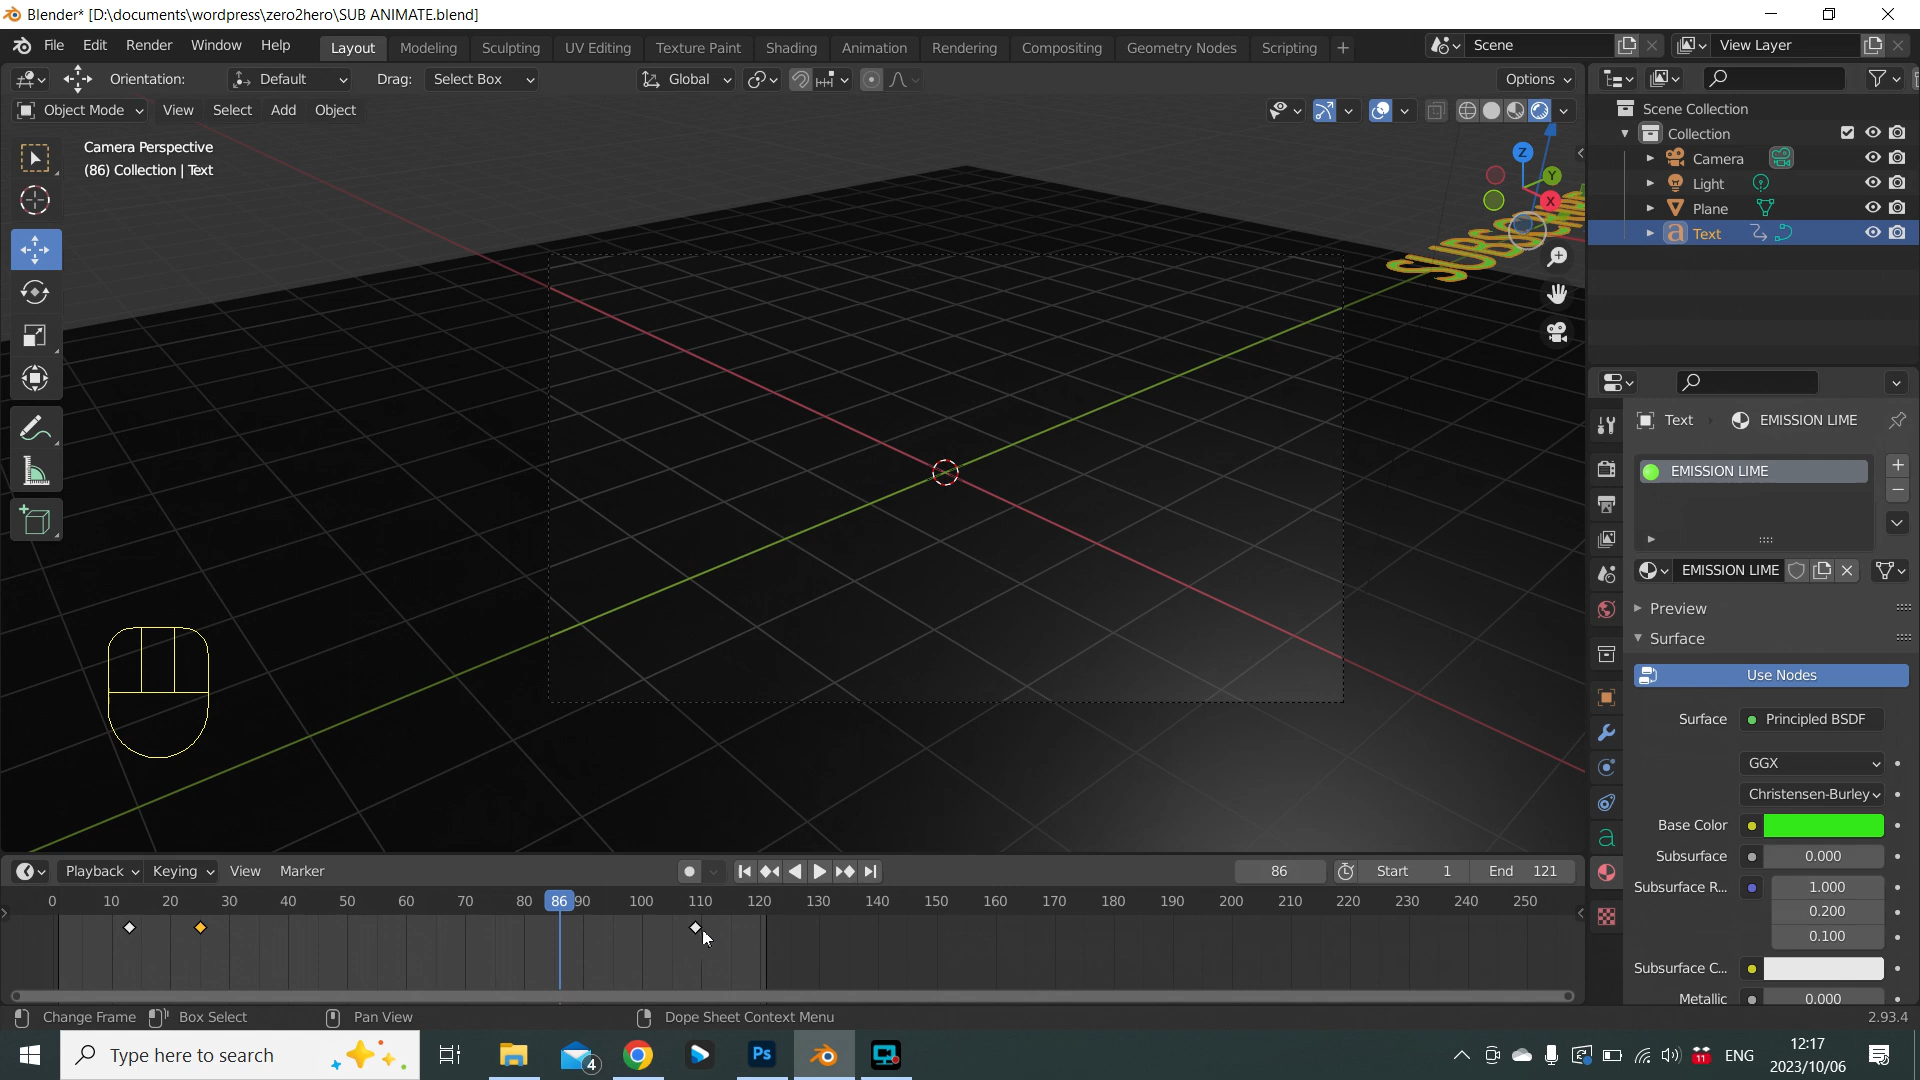 Blender* [D:\documents\wordpress\zero2hero\SUB ANIMATE.blend]
File Edit Render Window Help Layout Modeling Sculpting UV Editing Texture Paint Shading Animation Rendering Compositing Geometry Nodes Scripting + Scene View Layer
Orientation: Default Drag: Select Box Global Options
Object Mode View Select Add Object
Camera Perspective
(86) Collection | Text
Z
Y
X
Scene Collection
Collection
Camera
Light
Plane
Text
Text EMISSION LIME
EMISSION LIME
EMISSION LIME
Preview
Surface
Use Nodes
Surface Principled BSDF
GGX
Christensen-Burley
Base Color
Subsurface 0.000
Subsurface R... 1.000
0.200
0.100
Subsurface C...
Metallic 0.000
Playback Keying View Marker 86 Start 1 End 121
0 10 20 30 40 50 60 70 80 86 90 100 110 120 130 140 150 160 170 180 190 200 210 220 230 240 250
Change Frame Box Select Pan View Dope Sheet Context Menu 2.93.4
Type here to search 4 Ps 11 ENG 12:17
2023/10/06